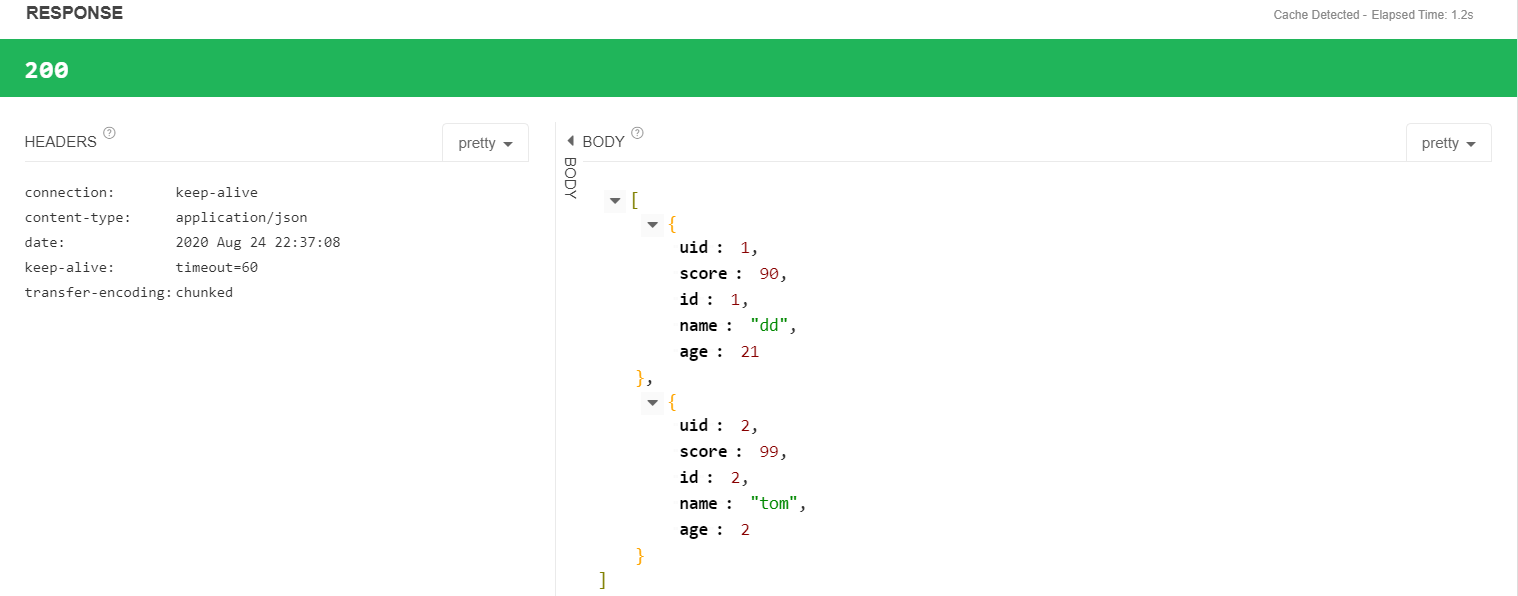 RESPONSE
Cache Detected - Elapsed Time: 1.2s
200
HEADERS ?
pretty
connection: keep-alive
content-type: application/json
date: 2020 Aug 24 22:37:08
keep-alive: timeout=60
transfer-encoding: chunked
BODY ?
pretty
BODY
[
{
uid : 1,
score : 90,
id : 1,
name : "dd",
age : 21
},
{
uid : 2,
score : 99,
id : 2,
name : "tom",
age : 2
}
]